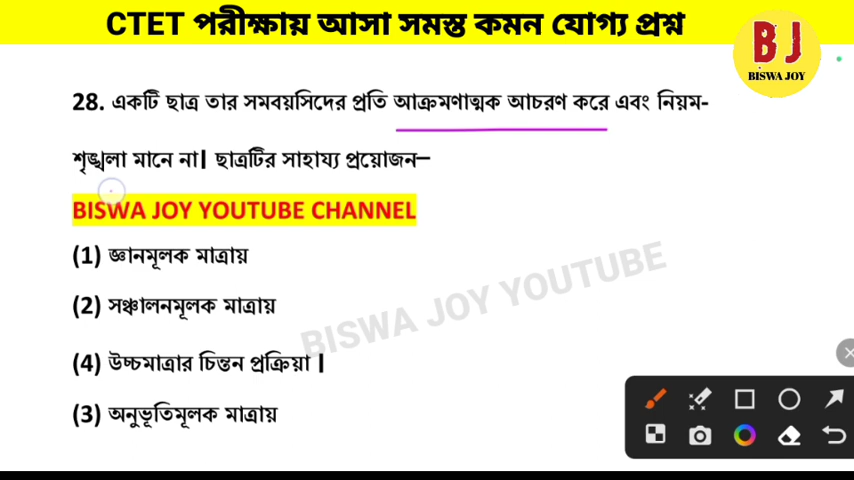 CTET পরীক্ষায় আসা সমস্ত কমন যোগ্য প্রশ্ন
BJ
BISWA JOY
28. একটি ছাত্র তার সমবয়সিদের প্রতি আক্রমণাত্মক আচরণ করে এবং নিয়ম-
শৃঙ্খলা মানে না। ছাত্রটির সাহায্য প্রয়োজন—
BISWA JOY YOUTUBE CHANNEL
(1) জ্ঞানমূলক মাত্রায়
(2) সঞ্চালনমূলক মাত্রায়
BISWA JOY YOUTUBE
(4) উচ্চমাত্রার চিন্তন প্রক্রিয়া ।
(3) অনুভূতিমূলক মাত্রায়